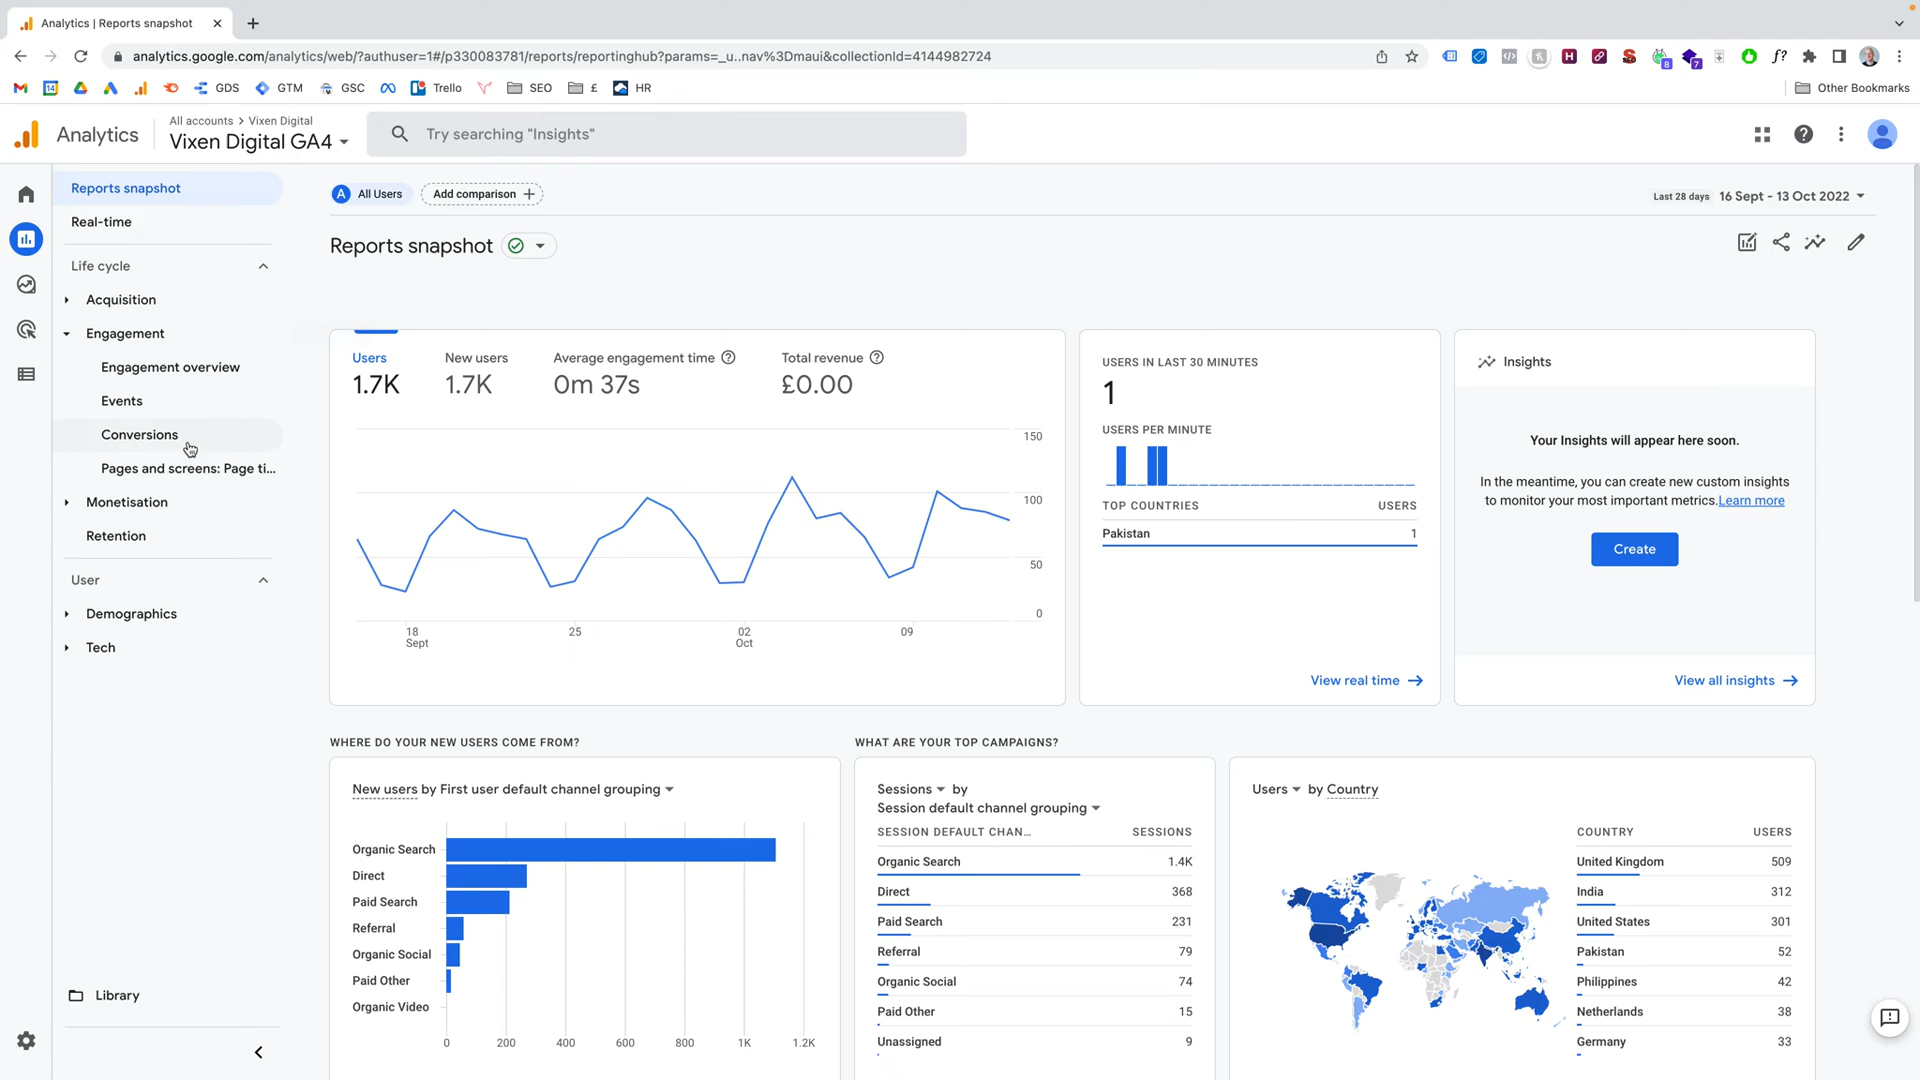 Analytics | Reports snapshot
analytics.google.com/analytics/web/?authuser=1#/p330083781/reports/reportinghub?params=_u..nav%3Dmaui&collectionId=4144982724
GDS
GTM
GSC
Trello
SEO
£
HR
Other Bookmarks
Analytics
All accounts > Vixen Digital
Vixen Digital GA4
Try searching "Insights"
Reports snapshot
Real-time
Life cycle
Acquisition
Engagement
Engagement overview
Events
Conversions
Pages and screens: Page ti...
Monetisation
Retention
User
Demographics
Tech
Library
A All Users
Add comparison +
Last 28 days 16 Sept - 13 Oct 2022
Reports snapshot
Users
1.7K
New users
1.7K
Average engagement time
0m 37s
Total revenue
£0.00
150
100
50
0
18
Sept
25
02
Oct
09
USERS IN LAST 30 MINUTES
1
USERS PER MINUTE
TOP COUNTRIES USERS
Pakistan 1
View real time
Insights
Your Insights will appear here soon.
In the meantime, you can create new custom insights
to monitor your most important metrics.Learn more
Create
View all insights
WHERE DO YOUR NEW USERS COME FROM?
New users by First user default channel grouping
Organic Search
Direct
Paid Search
Referral
Organic Social
Paid Other
Organic Video
0 200 400 600 800 1K 1.2K
WHAT ARE YOUR TOP CAMPAIGNS?
Sessions by
Session default channel grouping
SESSION DEFAULT CHAN... SESSIONS
Organic Search 1.4K
Direct 368
Paid Search 231
Referral 79
Organic Social 74
Paid Other 15
Unassigned 9
Users by Country
COUNTRY USERS
United Kingdom 509
India 312
United States 301
Pakistan 52
Philippines 42
Netherlands 38
Germany 33